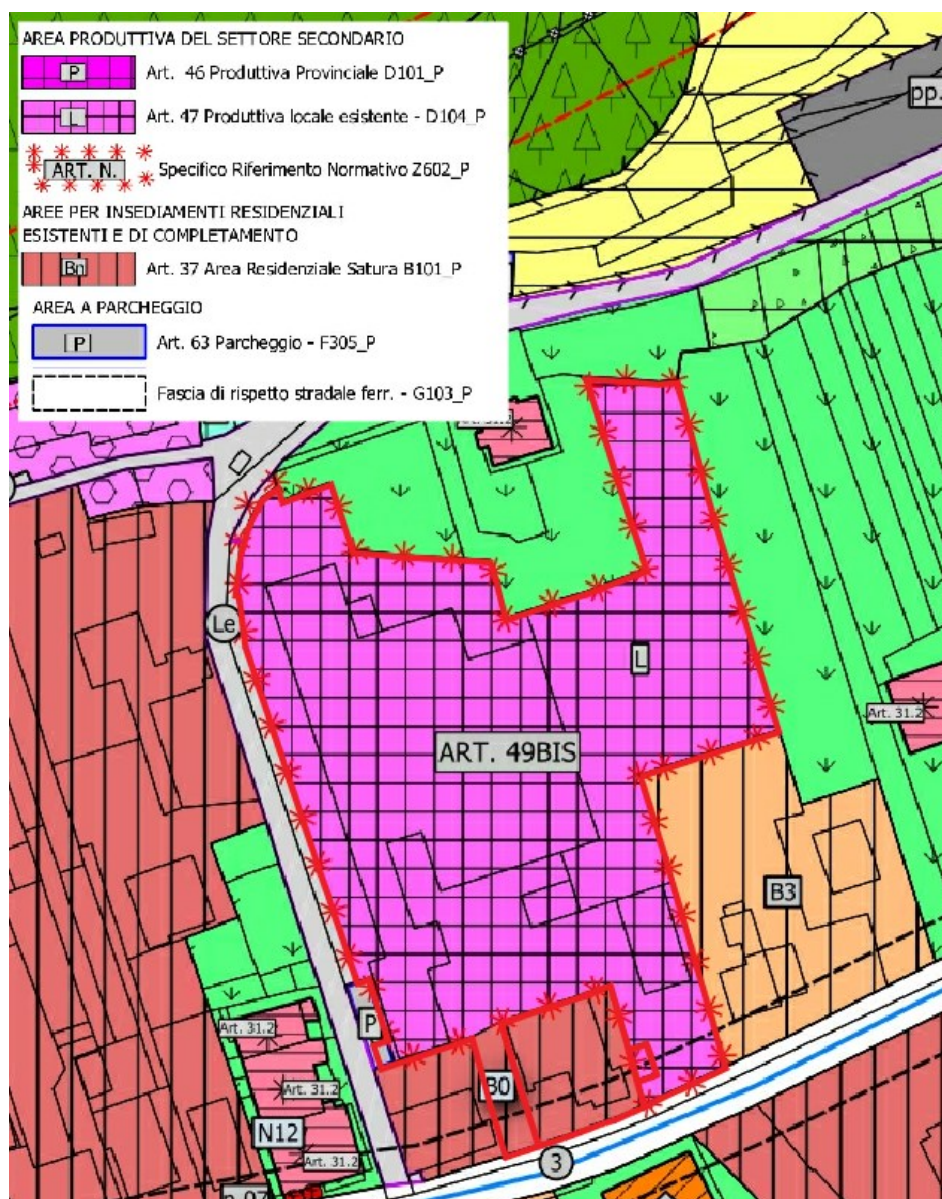 AREA PRODUTTIVA DEL SETTORE SECONDARIO
P
Art. 46 Produttiva Provinciale D101_P
L
Art. 47 Produttiva locale esistente - D104_P
ART. N.
Specifico Riferimento Normativo Z602_P
AREE PER INSEDIAMENTI RESIDENZIALI
ESISTENTI E DI COMPLETAMENTO
Bn
Art. 37 Area Residenziale Satura B101_P
AREA A PARCHEGGIO
P
Art. 63 Parcheggio - F305_P
Fascia di rispetto stradale ferr. - G103_P
pp.
Le
L
Art. 31.2
ART. 49BIS
B3
P
Art. 31.2
B0
Art. 31.2
N12
Art. 31.2
3